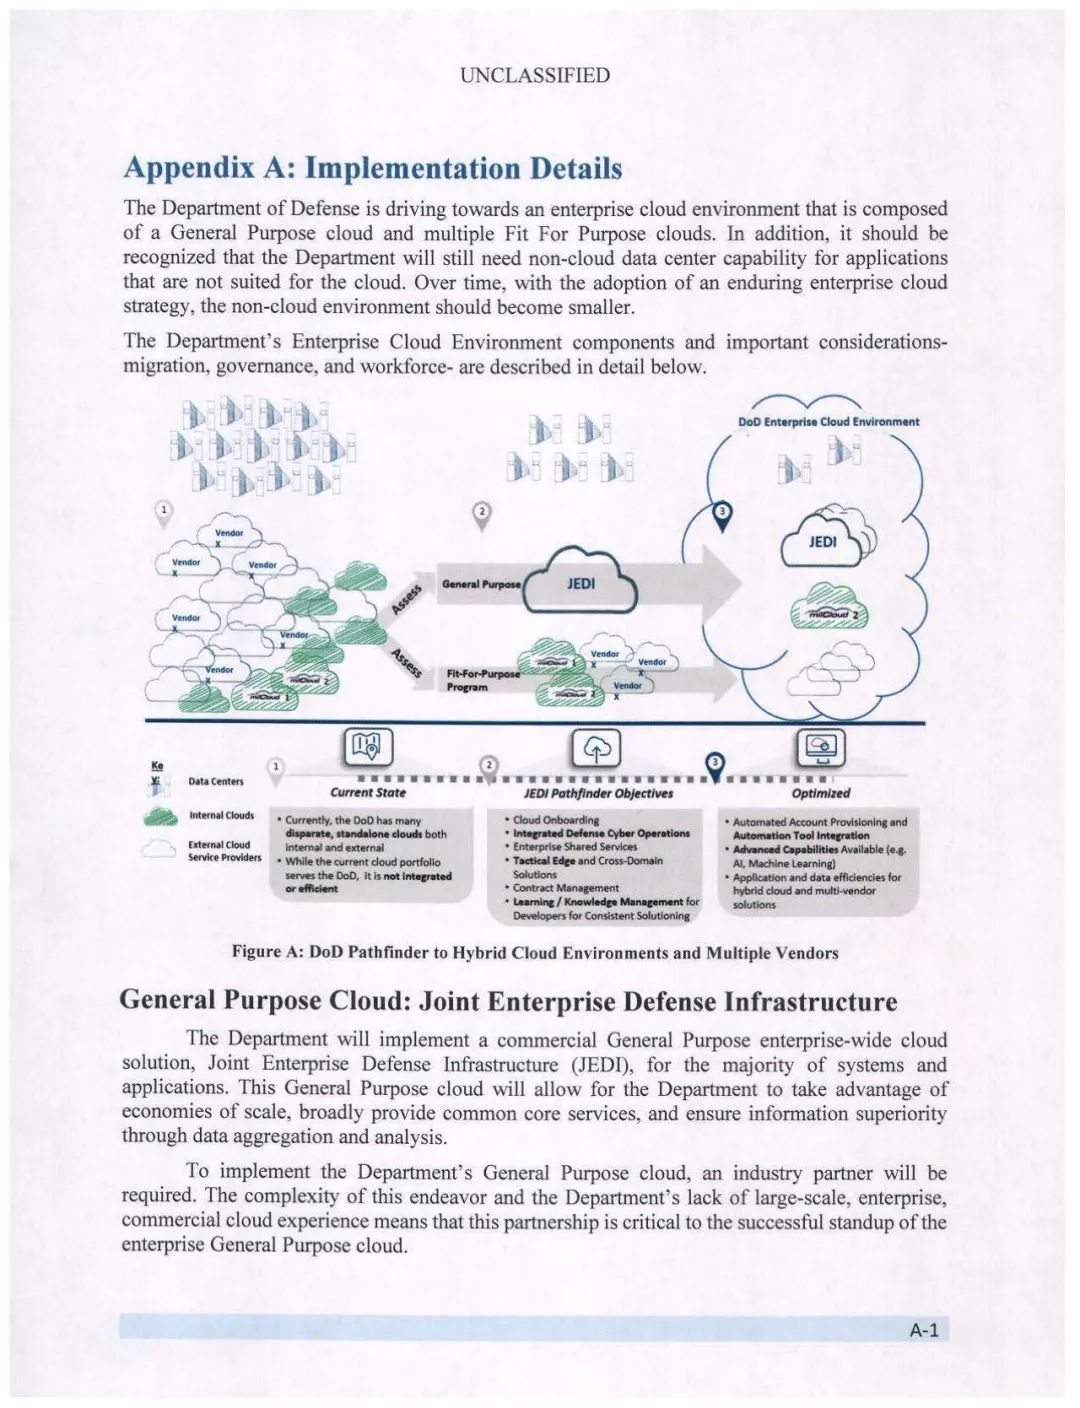 UNCLASSIFIED
Appendix A: Implementation Details
The Department of Defense is driving towards an enterprise cloud environment that is composed
of a General Purpose cloud and multiple Fit For Purpose clouds. In addition, it should be
recognized that the Department will still need non-cloud data center capability for applications
that are not suited for the cloud. Over time, with the adoption of an enduring enterprise cloud
strategy, the non-cloud environment should become smaller.
The Department's Enterprise Cloud Environment components and important considerations-
migration, governance, and workforce- are described in detail below.
DoD Enterprise Cloud Environment
1
2
3
Vendor
X
Vendor
X
Vendor
X
Vendor
X
Vendor
X
Vendor
X
milCloud 2
milCloud 1
Assess
Assess
General Purpose
JEDI
Fit-For-Purpose
Program
milCloud 1
milCloud 2
Vendor
X
Vendor
X
Vendor
X
JEDI
milCloud 2
Ke
y:
Data Centers
Internal Clouds
External Cloud
Service Providers
1
Current State
• Currently, the DoD has many
disparate, standalone clouds both
internal and external
• While the current cloud portfolio
serves the DoD, it is not integrated
or efficient
2
JEDI Pathfinder Objectives
• Cloud Onboarding
• Integrated Defense Cyber Operations
• Enterprise Shared Services
• Tactical Edge and Cross-Domain
Solutions
• Contract Management
• Learning / Knowledge Management for
Developers for Consistent Solutioning
3
Optimized
• Automated Account Provisioning and
Automation Tool Integration
• Advanced Capabilities Available (e.g.
AI, Machine Learning)
• Application and data efficiencies for
hybrid cloud and multi-vendor
solutions
Figure A: DoD Pathfinder to Hybrid Cloud Environments and Multiple Vendors
General Purpose Cloud: Joint Enterprise Defense Infrastructure
The Department will implement a commercial General Purpose enterprise-wide cloud
solution, Joint Enterprise Defense Infrastructure (JEDI), for the majority of systems and
applications. This General Purpose cloud will allow for the Department to take advantage of
economies of scale, broadly provide common core services, and ensure information superiority
through data aggregation and analysis.
To implement the Department's General Purpose cloud, an industry partner will be
required. The complexity of this endeavor and the Department's lack of large-scale, enterprise,
commercial cloud experience means that this partnership is critical to the successful standup of the
enterprise General Purpose cloud.
A-1